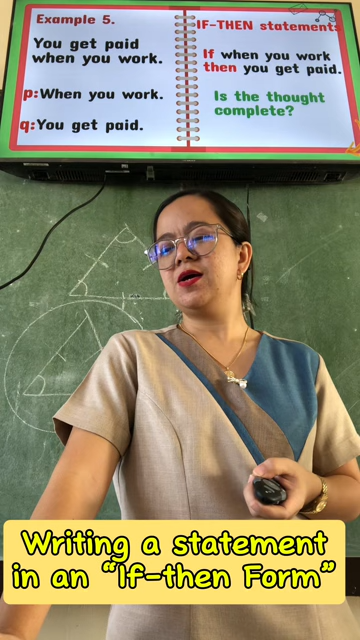 Example 5.
You get paid
when you work.
p:When you work.
q:You get paid.
IF-THEN statements
If when you work
then you get paid.
Is the thought
complete?
Writing a statement
in an “If-then Form”